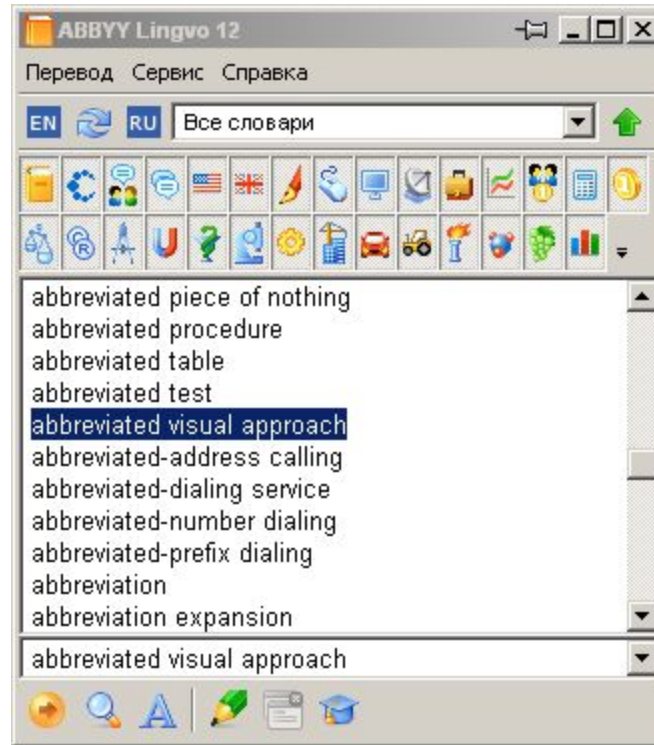 ABBYY Lingvo 12
Перевод Сервис Справка
EN RU Все словари
abbreviated piece of nothing
abbreviated procedure
abbreviated table
abbreviated test
abbreviated visual approach
abbreviated-address calling
abbreviated-dialing service
abbreviated-number dialing
abbreviated-prefix dialing
abbreviation
abbreviation expansion
abbreviated visual approach